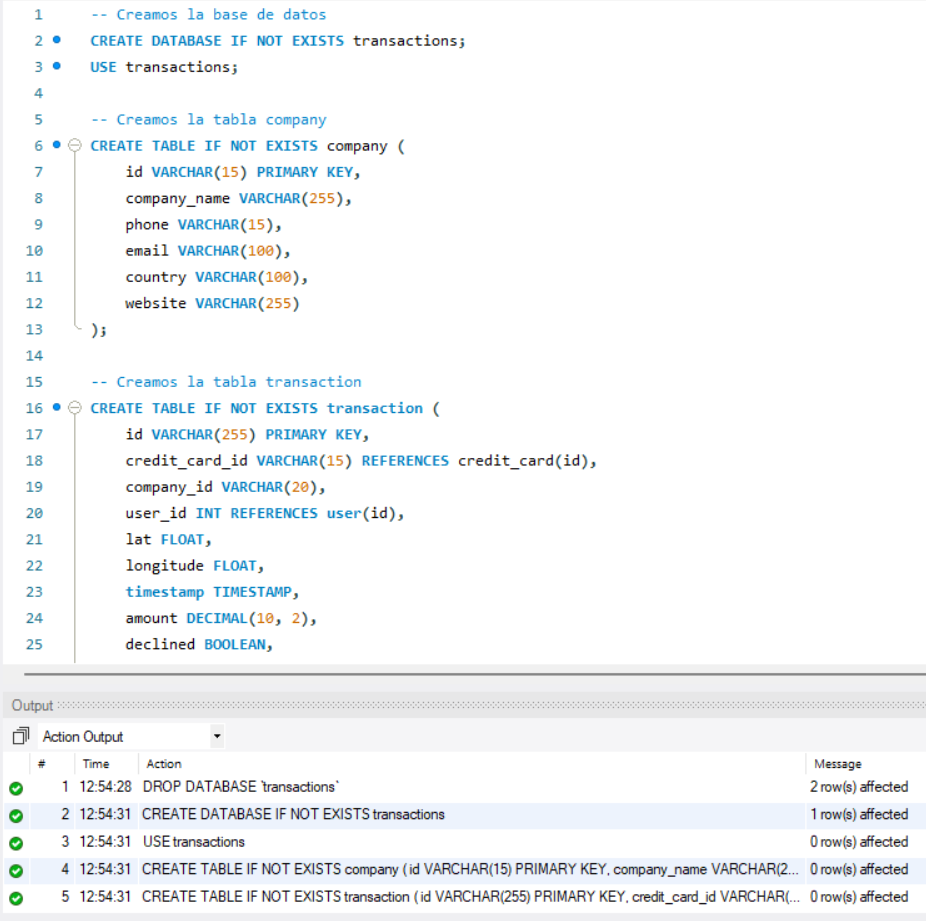 1 -- Creamos la base de datos
2 CREATE DATABASE IF NOT EXISTS transactions;
3 USE transactions;
4
5 -- Creamos la tabla company
6 CREATE TABLE IF NOT EXISTS company (
7 id VARCHAR(15) PRIMARY KEY,
8 company_name VARCHAR(255),
9 phone VARCHAR(15),
10 email VARCHAR(100),
11 country VARCHAR(100),
12 website VARCHAR(255)
13 );
14
15 -- Creamos la tabla transaction
16 CREATE TABLE IF NOT EXISTS transaction (
17 id VARCHAR(255) PRIMARY KEY,
18 credit_card_id VARCHAR(15) REFERENCES credit_card(id),
19 company_id VARCHAR(20),
20 user_id INT REFERENCES user(id),
21 lat FLOAT,
22 longitude FLOAT,
23 timestamp TIMESTAMP,
24 amount DECIMAL(10, 2),
25 declined BOOLEAN,
Output
Action Output
# Time Action Message
1 12:54:28 DROP DATABASE `transactions` 2 row(s) affected
2 12:54:31 CREATE DATABASE IF NOT EXISTS transactions 1 row(s) affected
3 12:54:31 USE transactions 0 row(s) affected
4 12:54:31 CREATE TABLE IF NOT EXISTS company ( id VARCHAR(15) PRIMARY KEY, company_name VARCHAR(2... 0 row(s) affected
5 12:54:31 CREATE TABLE IF NOT EXISTS transaction ( id VARCHAR(255) PRIMARY KEY, credit_card_id VARCHAR(... 0 row(s) affected